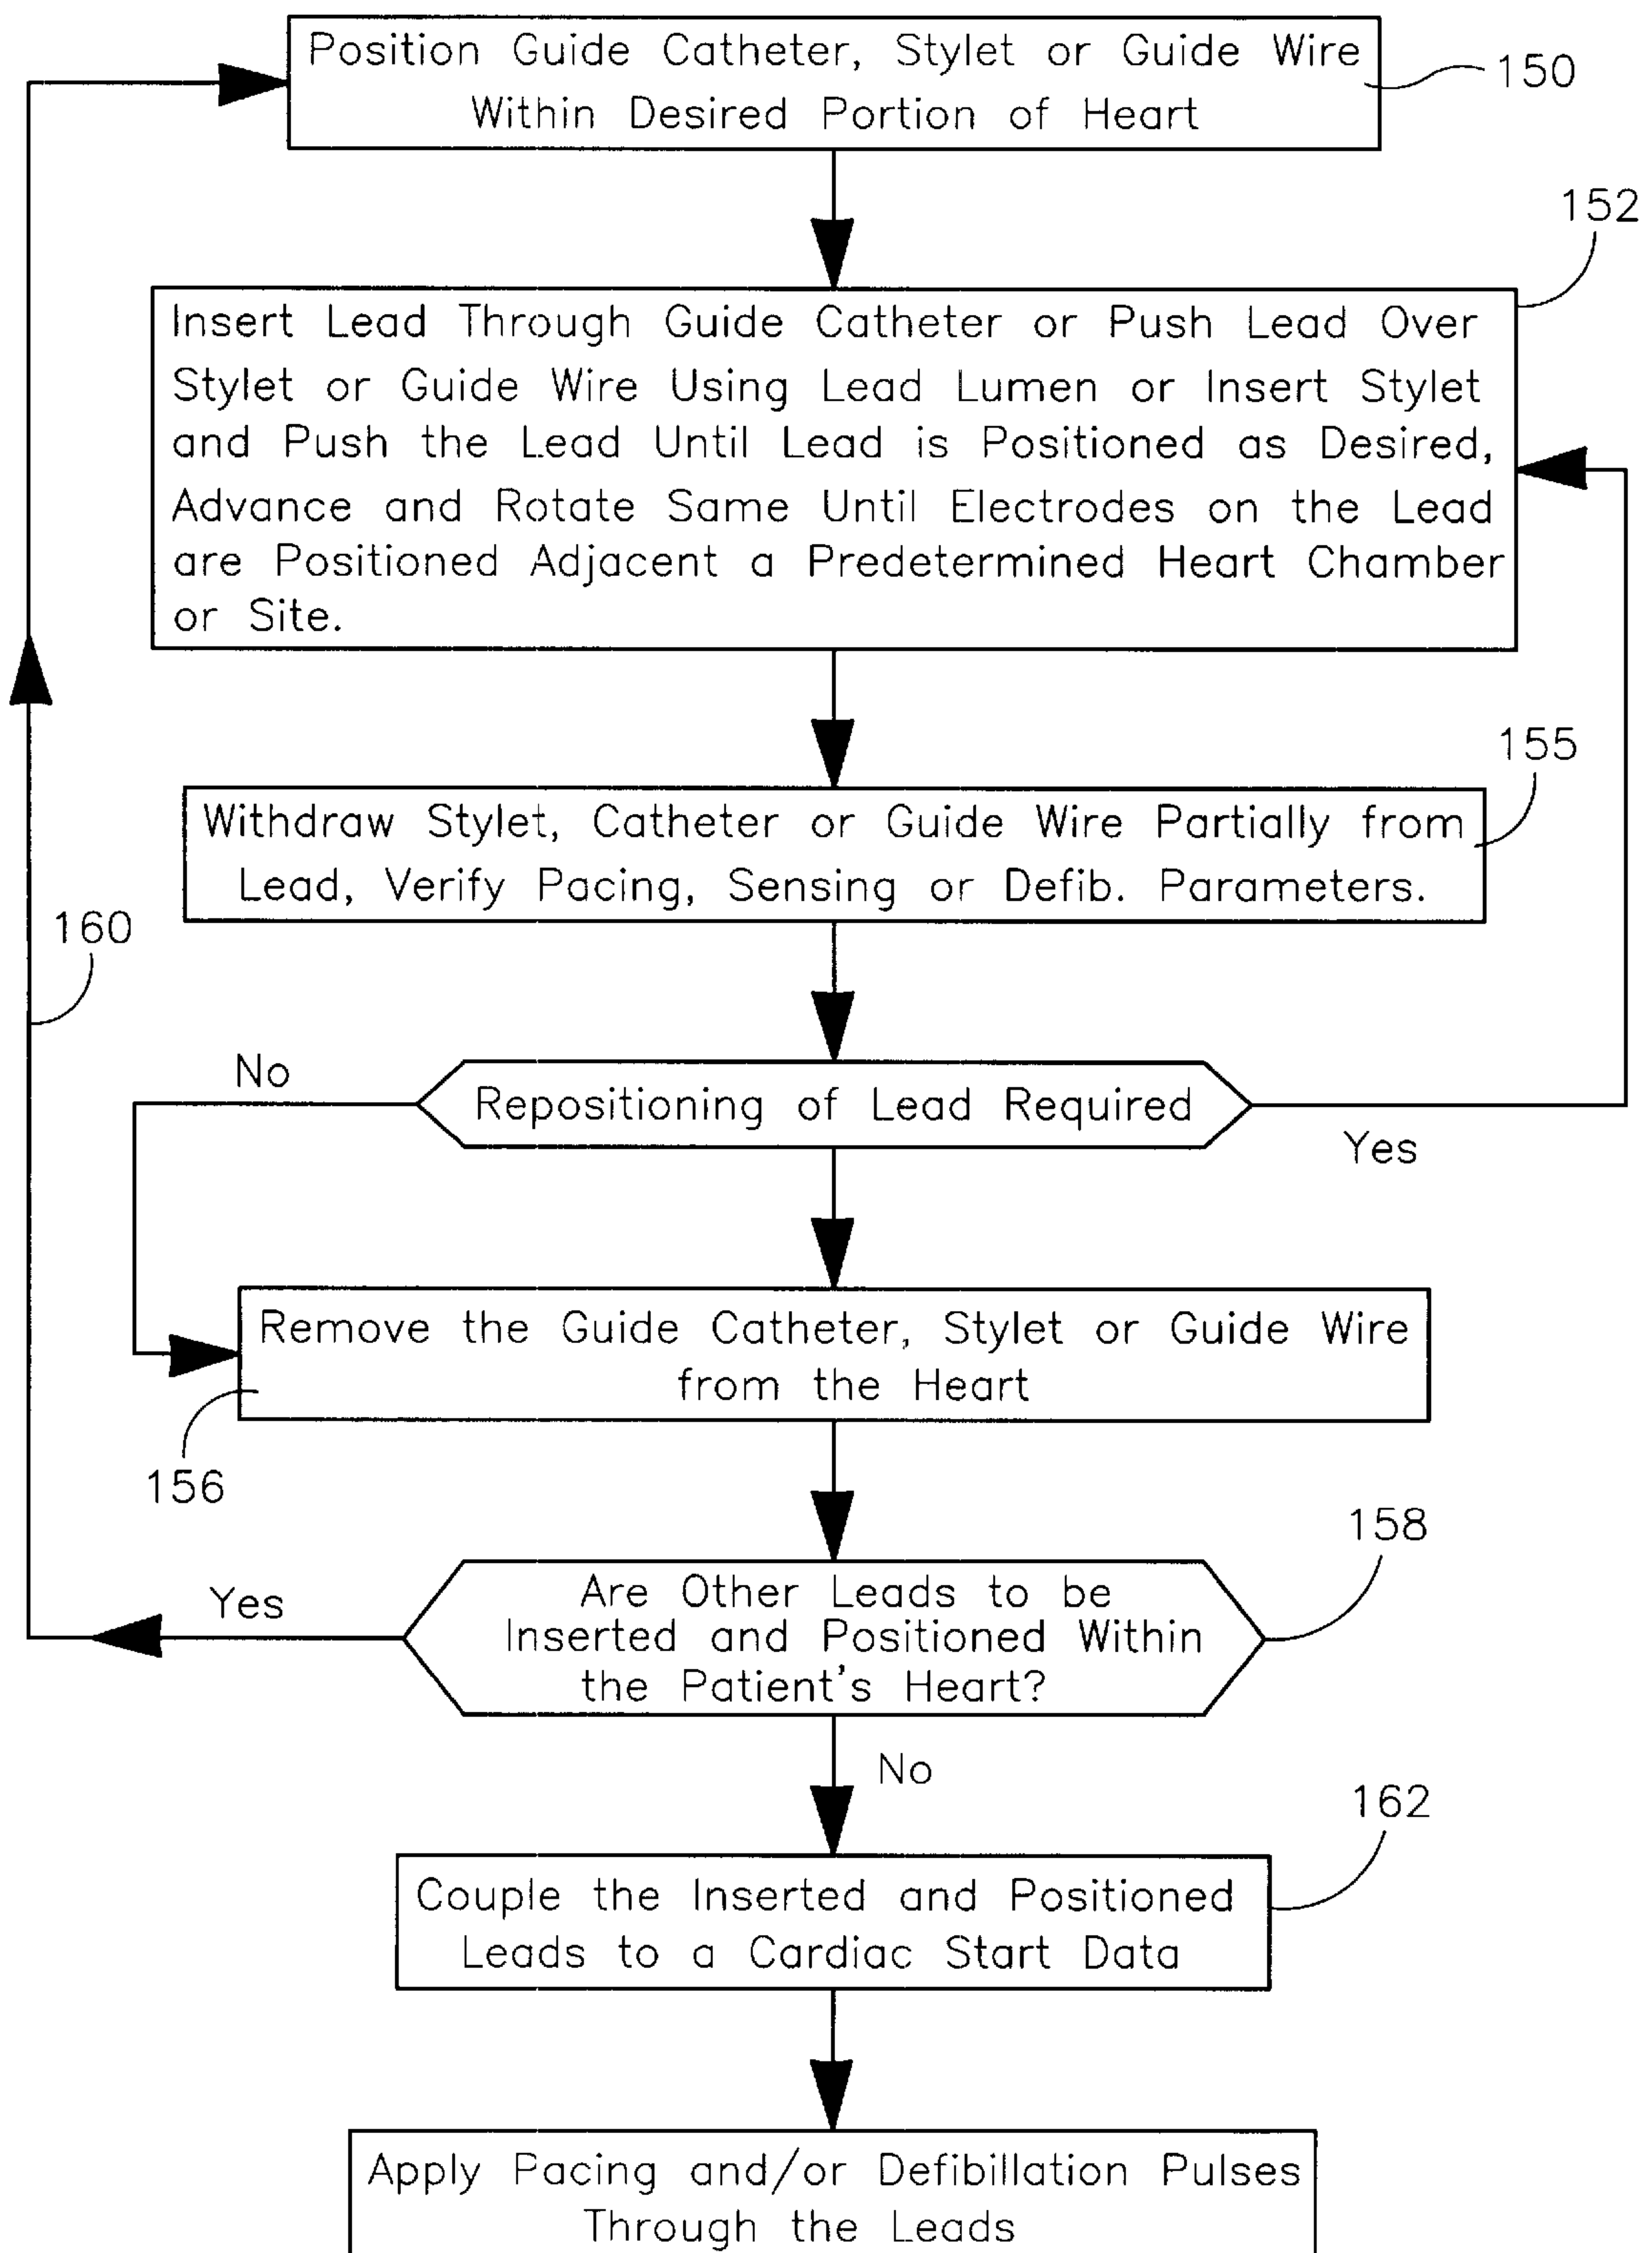 Position Guide Catheter, Stylet or Guide Wire
Within Desired Portion of Heart
150
152
Insert Lead Through Guide Catheter or Push Lead Over
Stylet or Guide Wire Using Lead Lumen or Insert Stylet
and Push the Lead Until Lead is Positioned as Desired,
Advance and Rotate Same Until Electrodes on the Lead
are Positioned Adjacent a Predetermined Heart Chamber
or Site.
155
Withdraw Stylet, Catheter or Guide Wire Partially from
Lead, Verify Pacing, Sensing or Defib. Parameters.
160
No
Repositioning of Lead Required
Yes
Remove the Guide Catheter, Stylet or Guide Wire
from the Heart
156
158
Yes
Are Other Leads to be
Inserted and Positioned Within
the Patient's Heart?
No
162
Couple the Inserted and Positioned
Leads to a Cardiac Start Data
Apply Pacing and/or Defibillation Pulses
Through the Leads